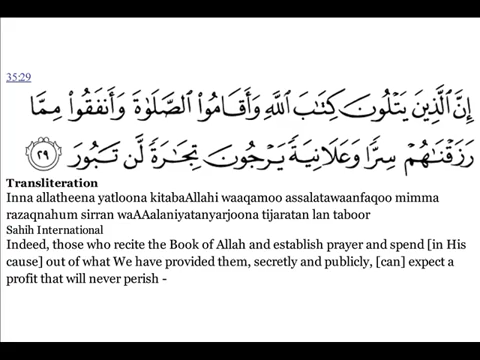 35:29
إِنَّ ٱلَّذِينَ يَتْلُونَ كِتَٰبَ ٱللَّهِ وَأَقَامُوا۟ ٱلصَّلَوٰةَ وَأَنفَقُوا۟ مِمَّا
رَزَقْنَٰهُمْ سِرًّا وَعَلَانِيَةً يَرْجُونَ تِجَٰرَةً لَّن تَبُورَ ٢٩
Transliteration
Inna allatheena yatloona kitabaAllahi waaqamoo assalatawaanfaqoo mimma
razaqnahum sirran waAAalaniyatanyarjoona tijaratan lan taboor
Sahih International
Indeed, those who recite the Book of Allah and establish prayer and spend [in His
cause] out of what We have provided them, secretly and publicly, [can] expect a
profit that will never perish -